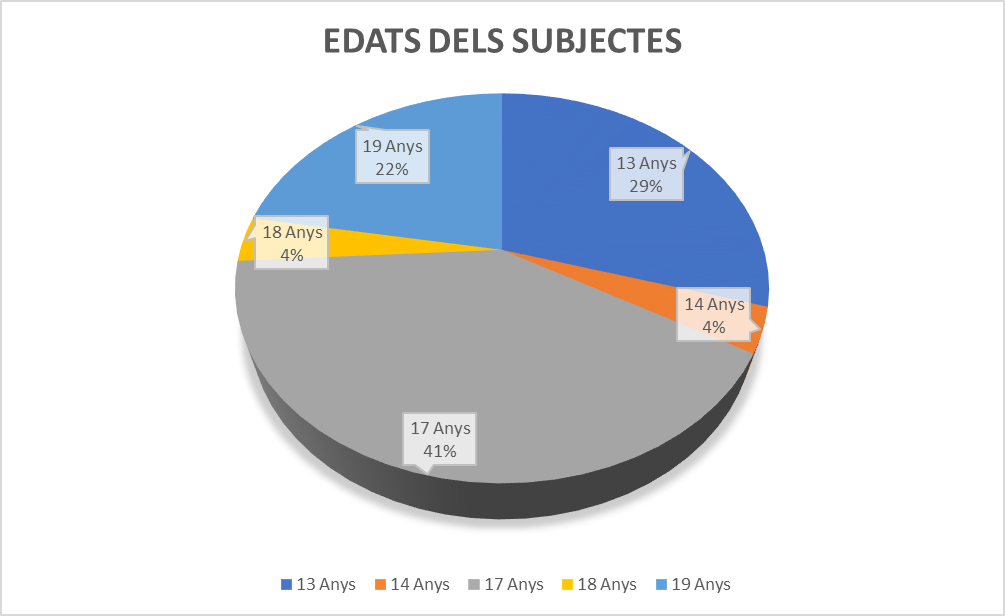 EDATS DELS SUBJECTES
19 Anys
22%
13 Anys
29%
18 Anys
4%
14 Anys
4%
17 Anys
41%
13 Anys
14 Anys
17 Anys
18 Anys
19 Anys